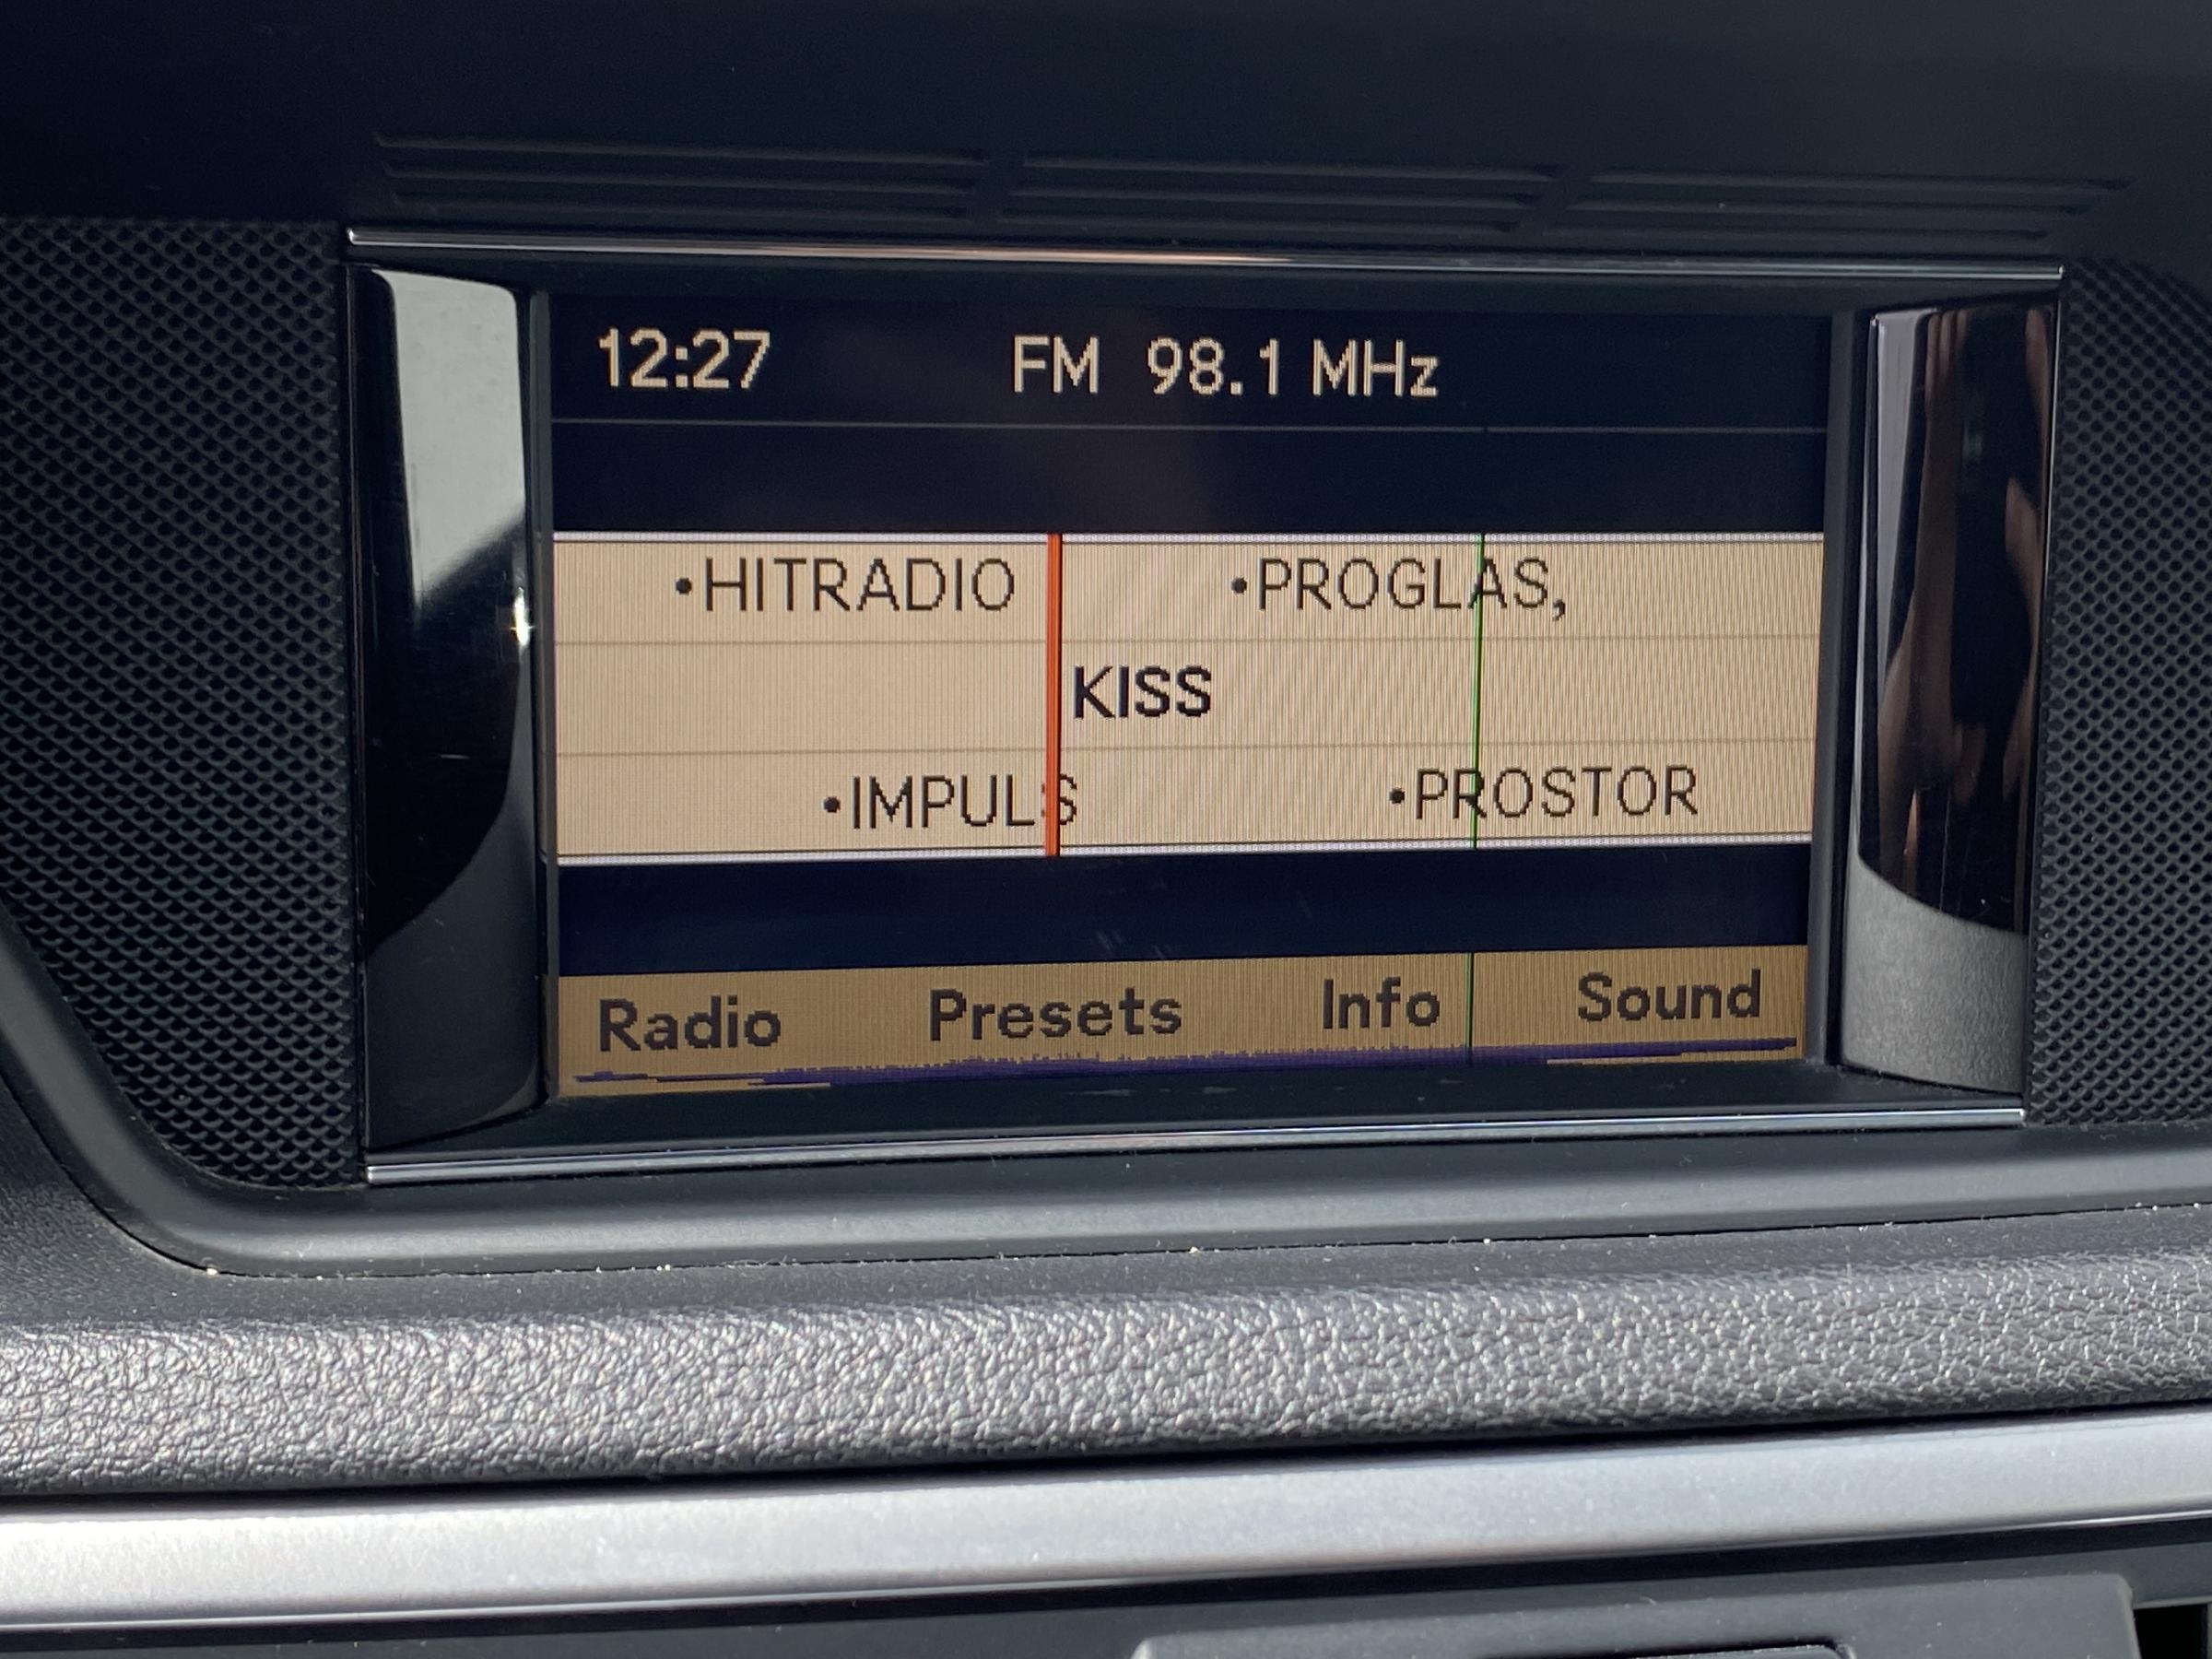 12:27 FM 98.1 MHz
•HITRADIO •PROGLAS,
KISS
•IMPULS •PROSTOR
Radio Presets Info Sound